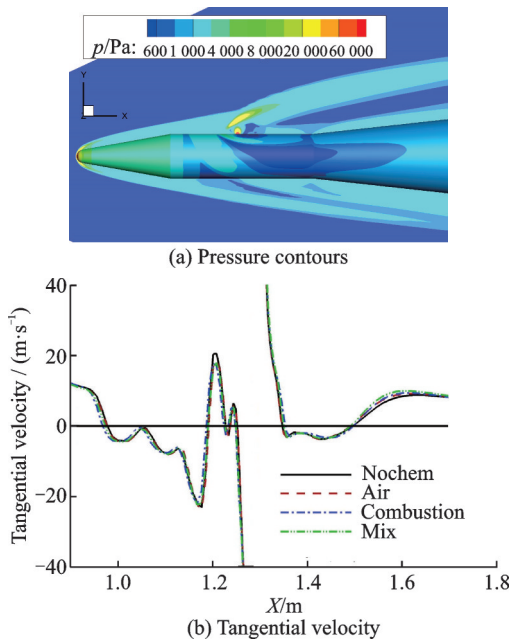 p/Pa: 600 1 000 4 000 8 000 20 000 60 000
Y
X
(a) Pressure contours
40
20
0
−20
−40
Tangential velocity / (m·s⁻¹)
Nochem
Air
Combustion
Mix
1.0 1.2 1.4 1.6 1.8
X/m
(b) Tangential velocity